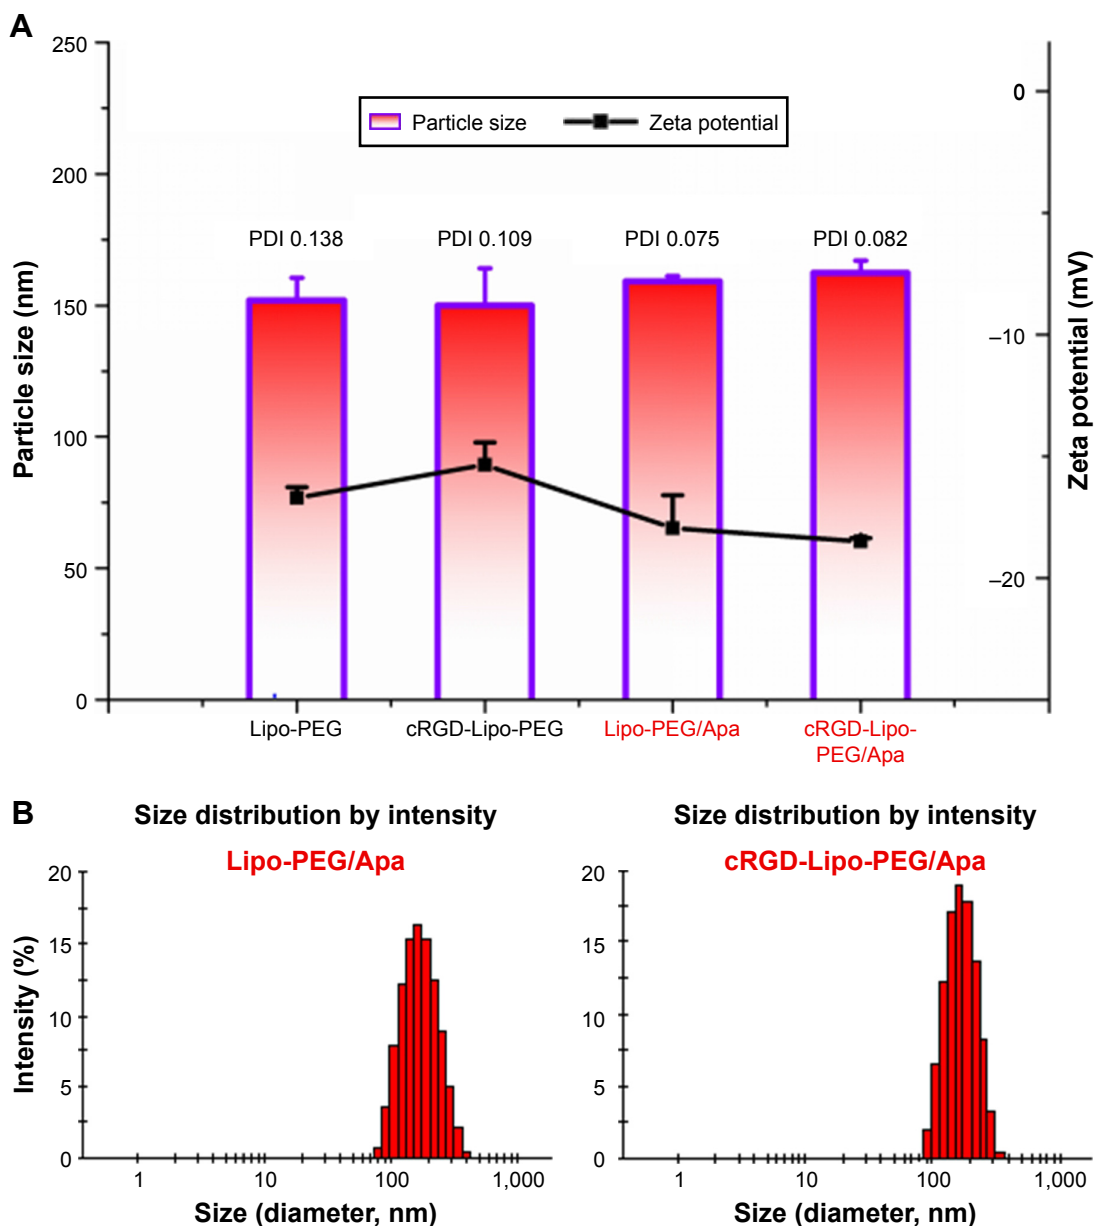 A
250
200
150
100
50
0
Particle size (nm)
Particle size
Zeta potential
PDI 0.138
PDI 0.109
PDI 0.075
PDI 0.082
0
–10
–20
Zeta potential (mV)
Lipo-PEG
cRGD-Lipo-PEG
Lipo-PEG/Apa
cRGD-Lipo-
PEG/Apa
B
Size distribution by intensity
Lipo-PEG/Apa
20
15
10
5
0
Intensity (%)
1
10
100
1,000
Size (diameter, nm)
Size distribution by intensity
cRGD-Lipo-PEG/Apa
20
15
10
5
0
1
10
100
1,000
Size (diameter, nm)